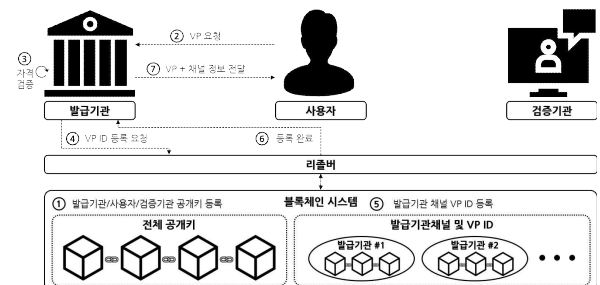 ② VP 요청
③
자격
검증
⑦ VP + 채널 정보 전달
발급기관
사용자
검증기관
④ VP ID 등록 요청
⑥ 등록 완료
리졸버
① 발급기관/사용자/검증기관 공개키 등록
블록체인 시스템
⑤ 발급기관 채널 VP ID 등록
전체 공개키
발급기관채널 및 VP ID
발급기관 #1
발급기관 #2